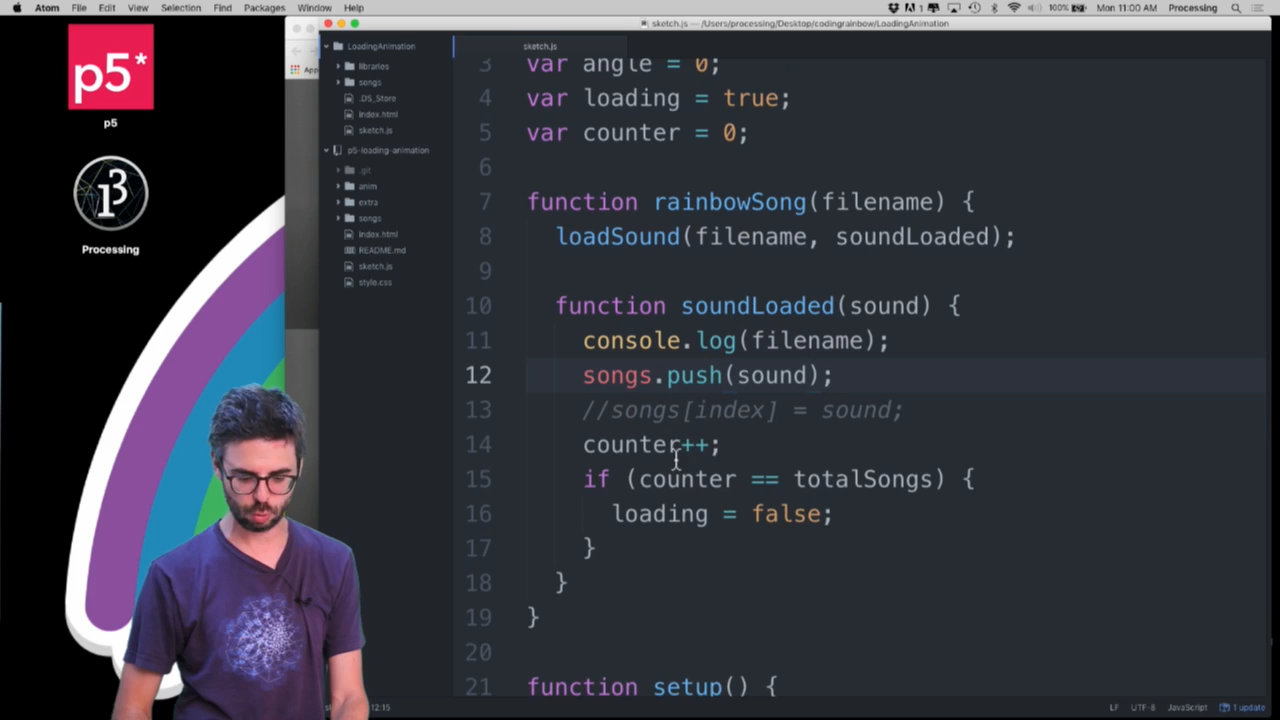 Atom File Edit View Selection Find Packages Window Help
100% Mon 11:00 AM Processing
sketch.js — /Users/processing/Desktop/codingrainbow/LoadingAnimation
p5*
p5
Processing
App
LoadingAnimation
libraries
songs
.DS_Store
index.html
sketch.js
p5-loading-animation
.git
anim
extra
songs
index.html
README.md
sketch.js
style.css
sketch.js
3 var angle = 0;
4 var loading = true;
5 var counter = 0;
6
7 function rainbowSong(filename) {
8 loadSound(filename, soundLoaded);
9
10 function soundLoaded(sound) {
11 console.log(filename);
12 songs.push(sound);
13 //songs[index] = sound;
14 counter++;
15 if (counter == totalSongs) {
16 loading = false;
17 }
18 }
19 }
20
21 function setup() {
12:15
LF UTF-8 JavaScript 1 update